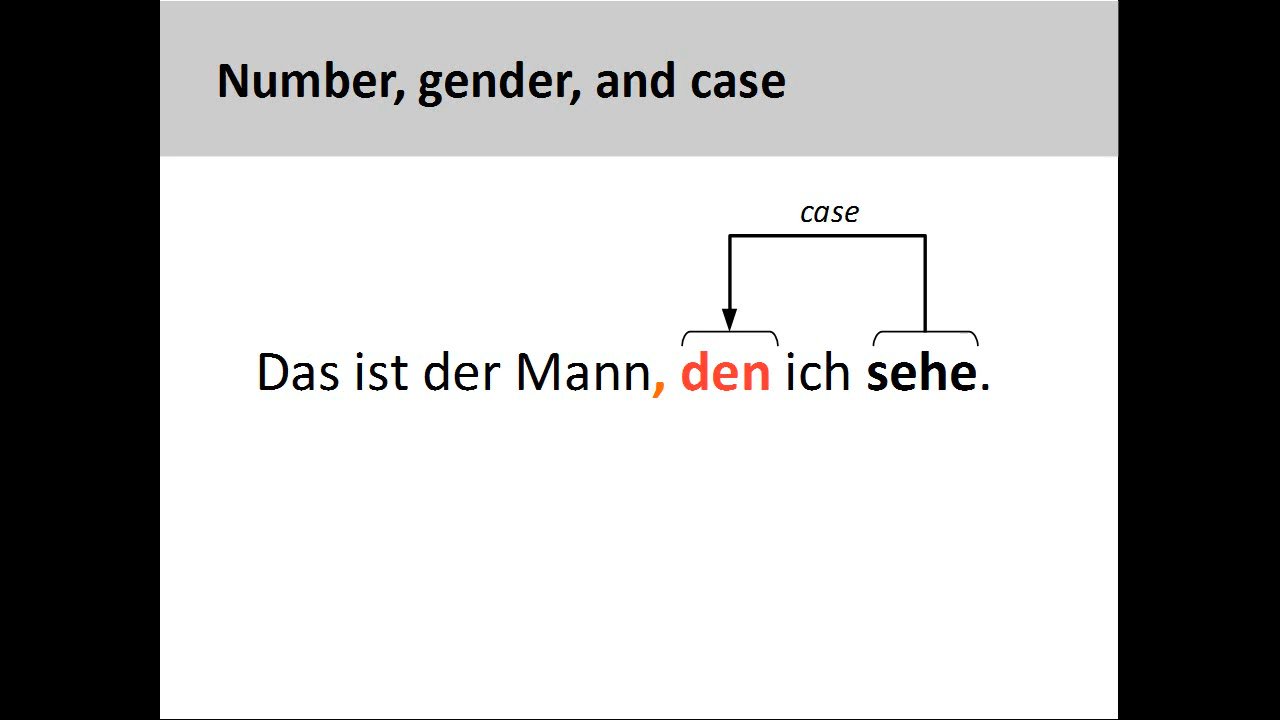 Number, gender, and case
case
Das ist der Mann, den ich sehe.